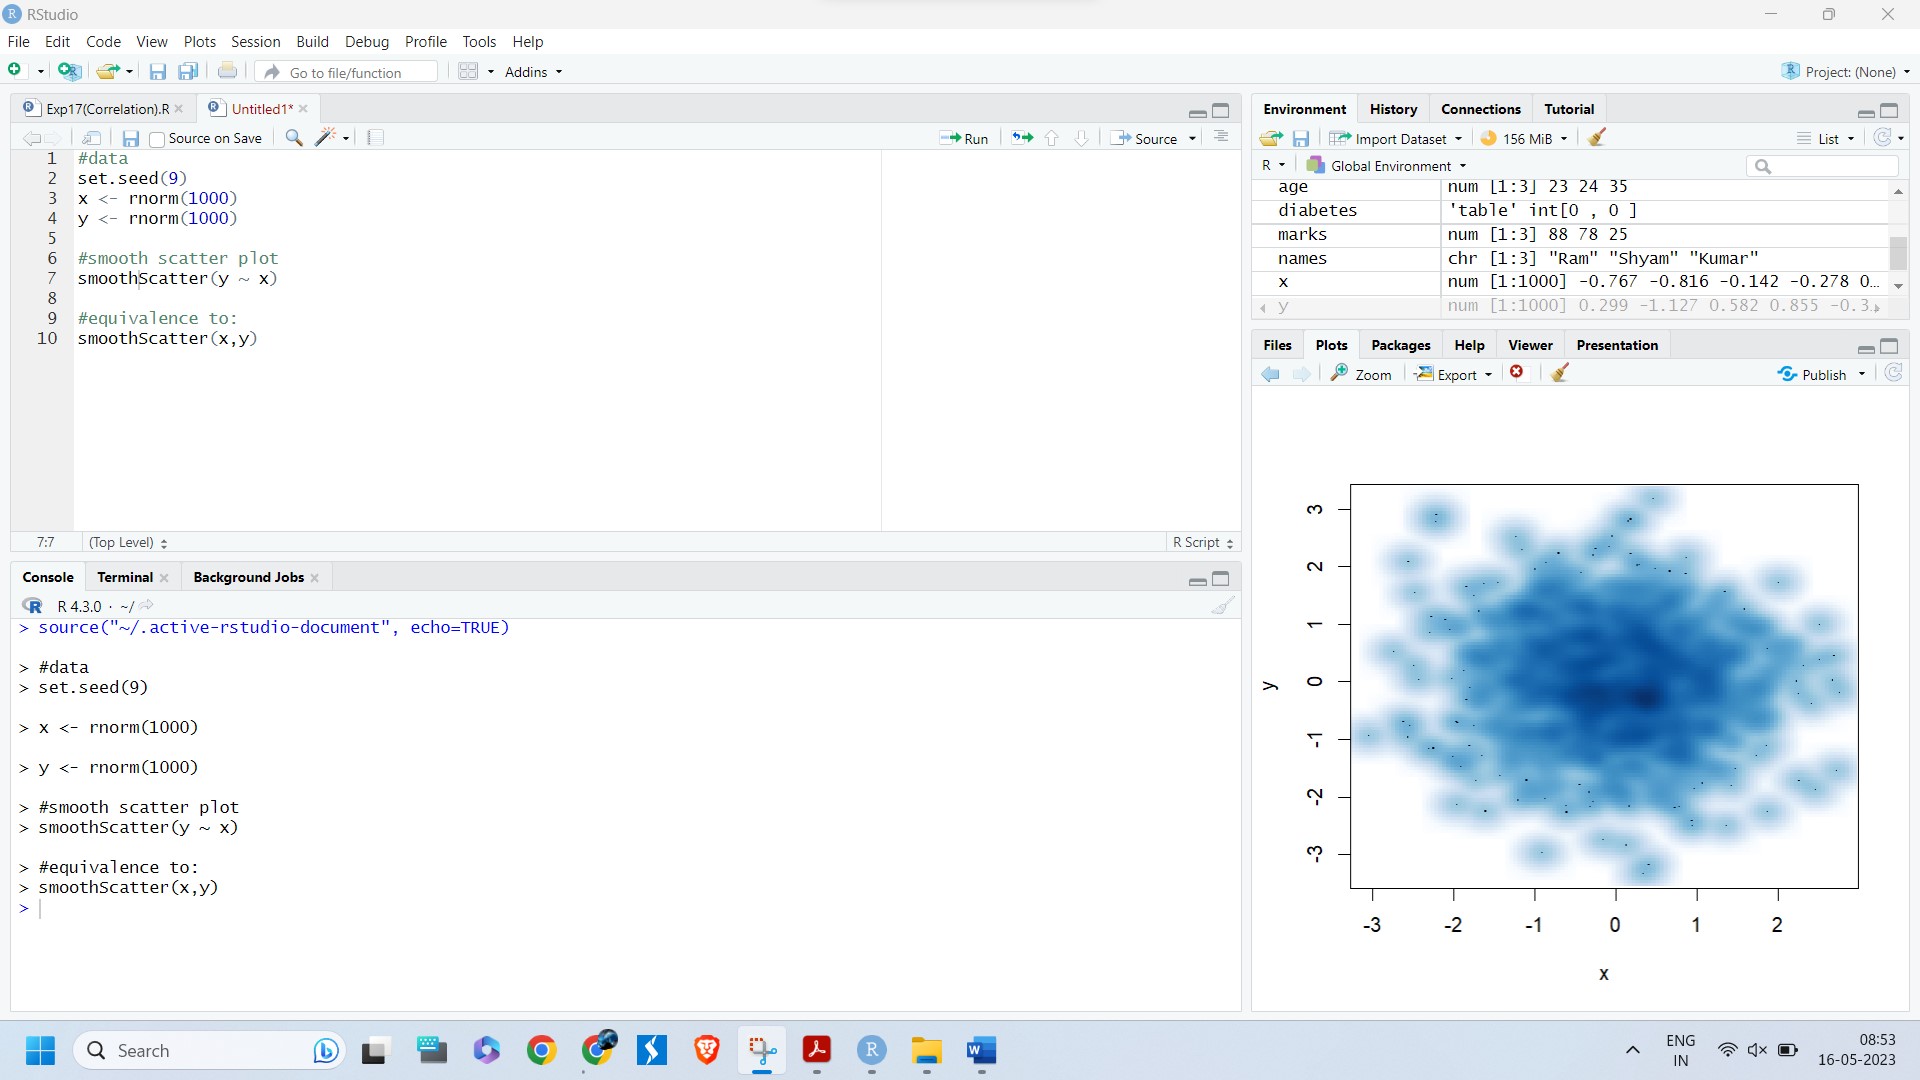 RStudio
File Edit Code View Plots Session Build Debug Profile Tools Help
Go to file/function Addins Project: (None)
Exp17(Correlation).R Untitled1*
Source on Save Run Source
1 #data
2 set.seed(9)
3 x <- rnorm(1000)
4 y <- rnorm(1000)
5
6 #smooth scatter plot
7 smoothScatter(y ~ x)
8
9 #equivalence to:
10 smoothScatter(x,y)
7:7 (Top Level) R Script
Console Terminal Background Jobs
R 4.3.0 · ~/
> source("~/.active-rstudio-document", echo=TRUE)
> #data
> set.seed(9)
> x <- rnorm(1000)
> y <- rnorm(1000)
> #smooth scatter plot
> smoothScatter(y ~ x)
> #equivalence to:
> smoothScatter(x,y)
>
Environment History Connections Tutorial
Import Dataset 156 MiB List
R Global Environment
age num [1:3] 23 24 35
diabetes 'table' int[0 , 0 ]
marks num [1:3] 88 78 25
names chr [1:3] "Ram" "Shyam" "Kumar"
x num [1:1000] -0.767 -0.816 -0.142 -0.278 0…
y num [1:1000] 0.299 -1.127 0.582 0.855 -0.3…
Files Plots Packages Help Viewer Presentation
Zoom Export Publish
3
2
1
0
-1
-2
-3
y
-3 -2 -1 0 1 2
x
Search
ENG
IN
08:53
16-05-2023